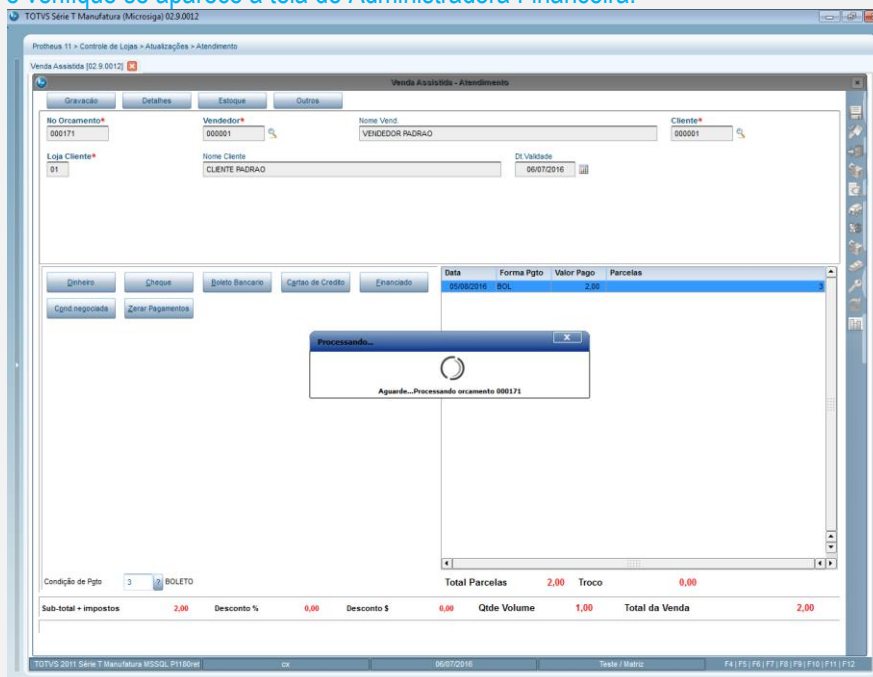 e verifique se aparece a tela de Administradora Financeira.
TOTVS Série T Manufatura (Microsiga) 02.9.0012
Protheus 11 > Controle de Lojas > Atualizações > Atendimento
Venda Assistida [02.9.0012]
Venda Assistida - Atendimento
Gravacão Detalhes Estoque Outros
No Orcamento* Vendedor* Nome Vend. Cliente*
000171 000001 VENDEDOR PADRAO 000001
Loja Cliente* Nome Cliente Dt.Validade
01 CLIENTE PADRAO 06/07/2016
Data Forma Pgto Valor Pago Parcelas
Dinheiro Cheque Boleto Bancario Cartao de Credito Financiado
05/08/2016 BOL 2,00 3
Cond.negociada Zerar Pagamentos
Processando... X
Aguarde...Processando orcamento 000171
Condição de Pgto 3 ? BOLETO
Total Parcelas 2,00 Troco 0,00
Sub-total + impostos 2,00 Desconto % 0,00 Desconto $ 0,00 Qtde Volume 1,00 Total da Venda 2,00
TOTVS 2011 Série T Manufatura MSSQL P1180ret cx 06/07/2016 Teste / Matriz F4 | F5 | F6 | F7 | F8 | F9 | F10 | F11 | F12